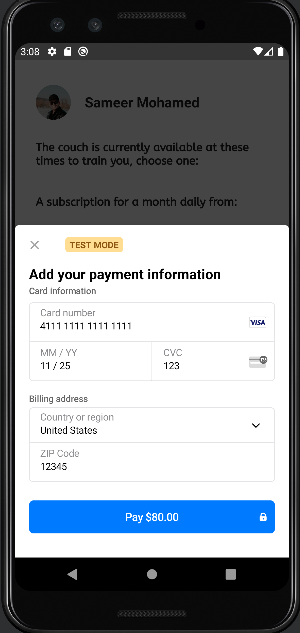 3:08
Sameer Mohamed
The couch is currently available at these
times to train you, choose one:
A subscription for a month daily from:
TEST MODE
Add your payment information
Card information
Card number
4111 1111 1111 1111
VISA
MM / YY
11 / 25
CVC
123
Billing address
Country or region
United States
ZIP Code
12345
Pay $80.00